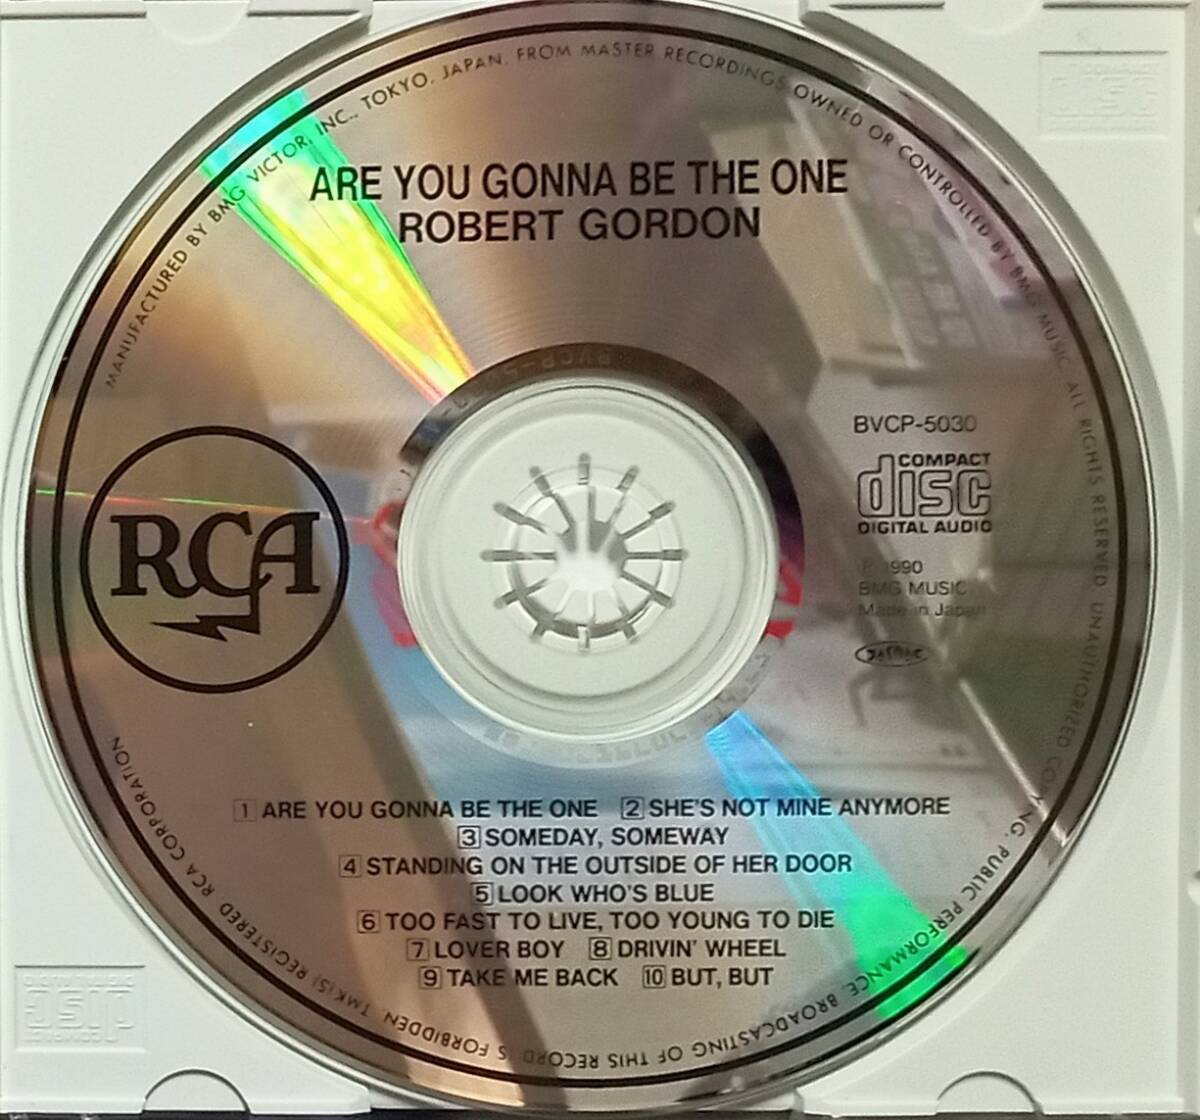 MANUFACTURED BY BMG VICTOR, INC., TOKYO, JAPAN. FROM MASTER RECORDINGS OWNED OR CONTROLLED BY BMG MUSIC ALL RIGHTS RESERVED UNAUTHORIZED COPYING, PUBLIC PERFORMANCE, BROADCASTING OF THIS RECORD IS FORBIDDEN. TMK(S) REGISTERED RCA CORPORATION
ARE YOU GONNA BE THE ONE
ROBERT GORDON
BVCP-5030
COMPACT
disc
DIGITAL AUDIO
RCA
P 1990
BMG MUSIC
Made in Japan
1 ARE YOU GONNA BE THE ONE 2 SHE'S NOT MINE ANYMORE
3 SOMEDAY, SOMEWAY
4 STANDING ON THE OUTSIDE OF HER DOOR
5 LOOK WHO'S BLUE
6 TOO FAST TO LIVE, TOO YOUNG TO DIE
7 LOVER BOY 8 DRIVIN' WHEEL
9 TAKE ME BACK 10 BUT, BUT